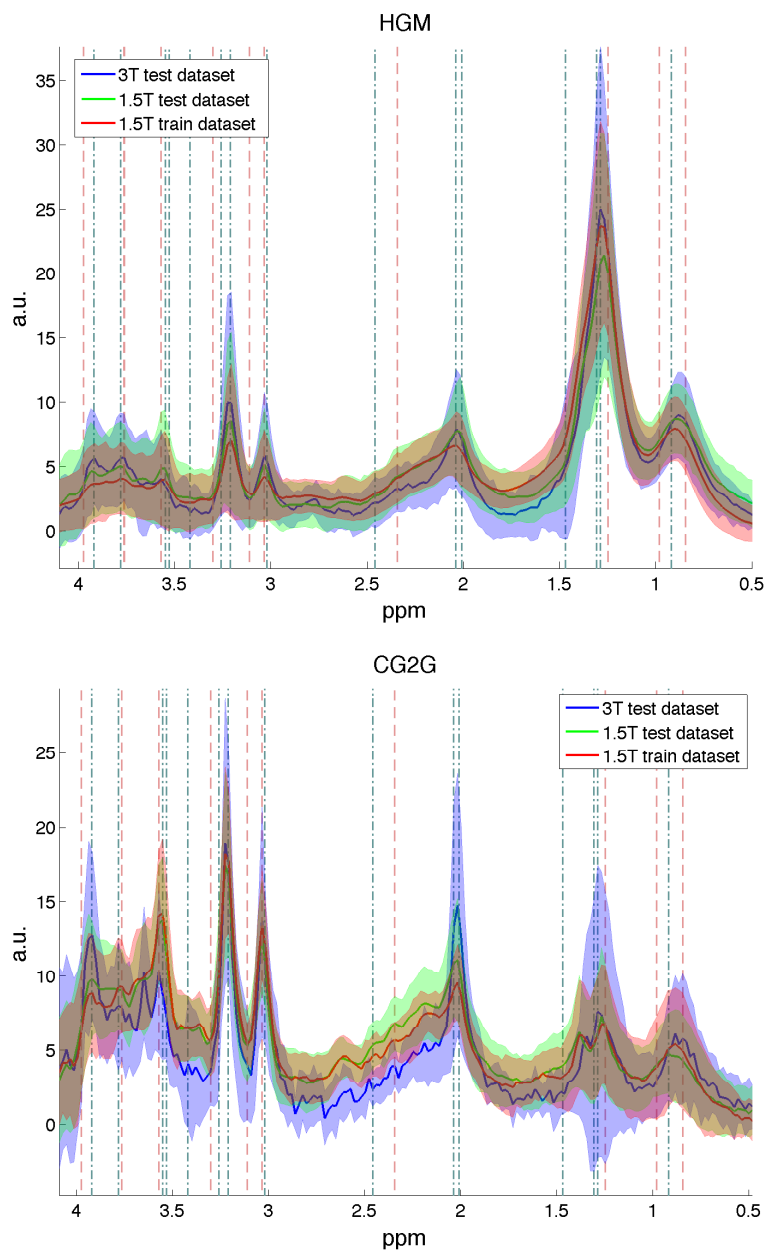 HGM
35
30
25
20
15
10
5
0
a.u.
3T test dataset
1.5T test dataset
1.5T train dataset
4 3.5 3 2.5 2 1.5 1 0.5
ppm
CG2G
25
20
15
10
5
0
a.u.
3T test dataset
1.5T test dataset
1.5T train dataset
4 3.5 3 2.5 2 1.5 1 0.5
ppm